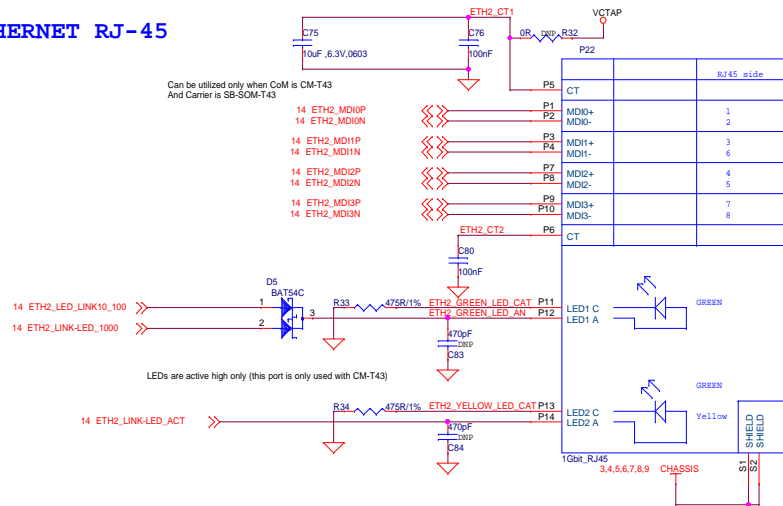 HERNET RJ-45
ETH2_CT1
VCTAP
C75
10uF ,6.3V,0603
C76
100nF
0R
DNP
R32
P22
RJ45 side
Can be utilized only when CoM is CM-T43
And Carrier is SB-SOM-T43
P5
CT
14 ETH2_MDI0P
P1
MDI0+
1
14 ETH2_MDI0N
P2
MDI0-
2
14 ETH2_MDI1P
P3
MDI1+
3
14 ETH2_MDI1N
P4
MDI1-
6
14 ETH2_MDI2P
P7
MDI2+
4
14 ETH2_MDI2N
P8
MDI2-
5
14 ETH2_MDI3P
P9
MDI3+
7
14 ETH2_MDI3N
P10
MDI3-
8
ETH2_CT2
P6
CT
C80
100nF
D5
BAT54C
14 ETH2_LED_LINK10_100
1
14 ETH2_LINK-LED_1000
2
3
R33
475R/1%
ETH2_GREEN_LED_CAT
P11
LED1 C
ETH2_GREEN_LED_AN
P12
LED1 A
GREEN
470pF
DNP
C83
LEDs are active high only (this port is only used with CM-T43)
R34
475R/1%
ETH2_YELLOW_LED_CAT
P13
LED2 C
14 ETH2_LINK-LED_ACT
P14
LED2 A
GREEN
Yellow
470pF
DNP
C84
SHIELD
SHIELD
1Gbit_RJ45
S1
S2
3,4,5,6,7,8,9
CHASSIS